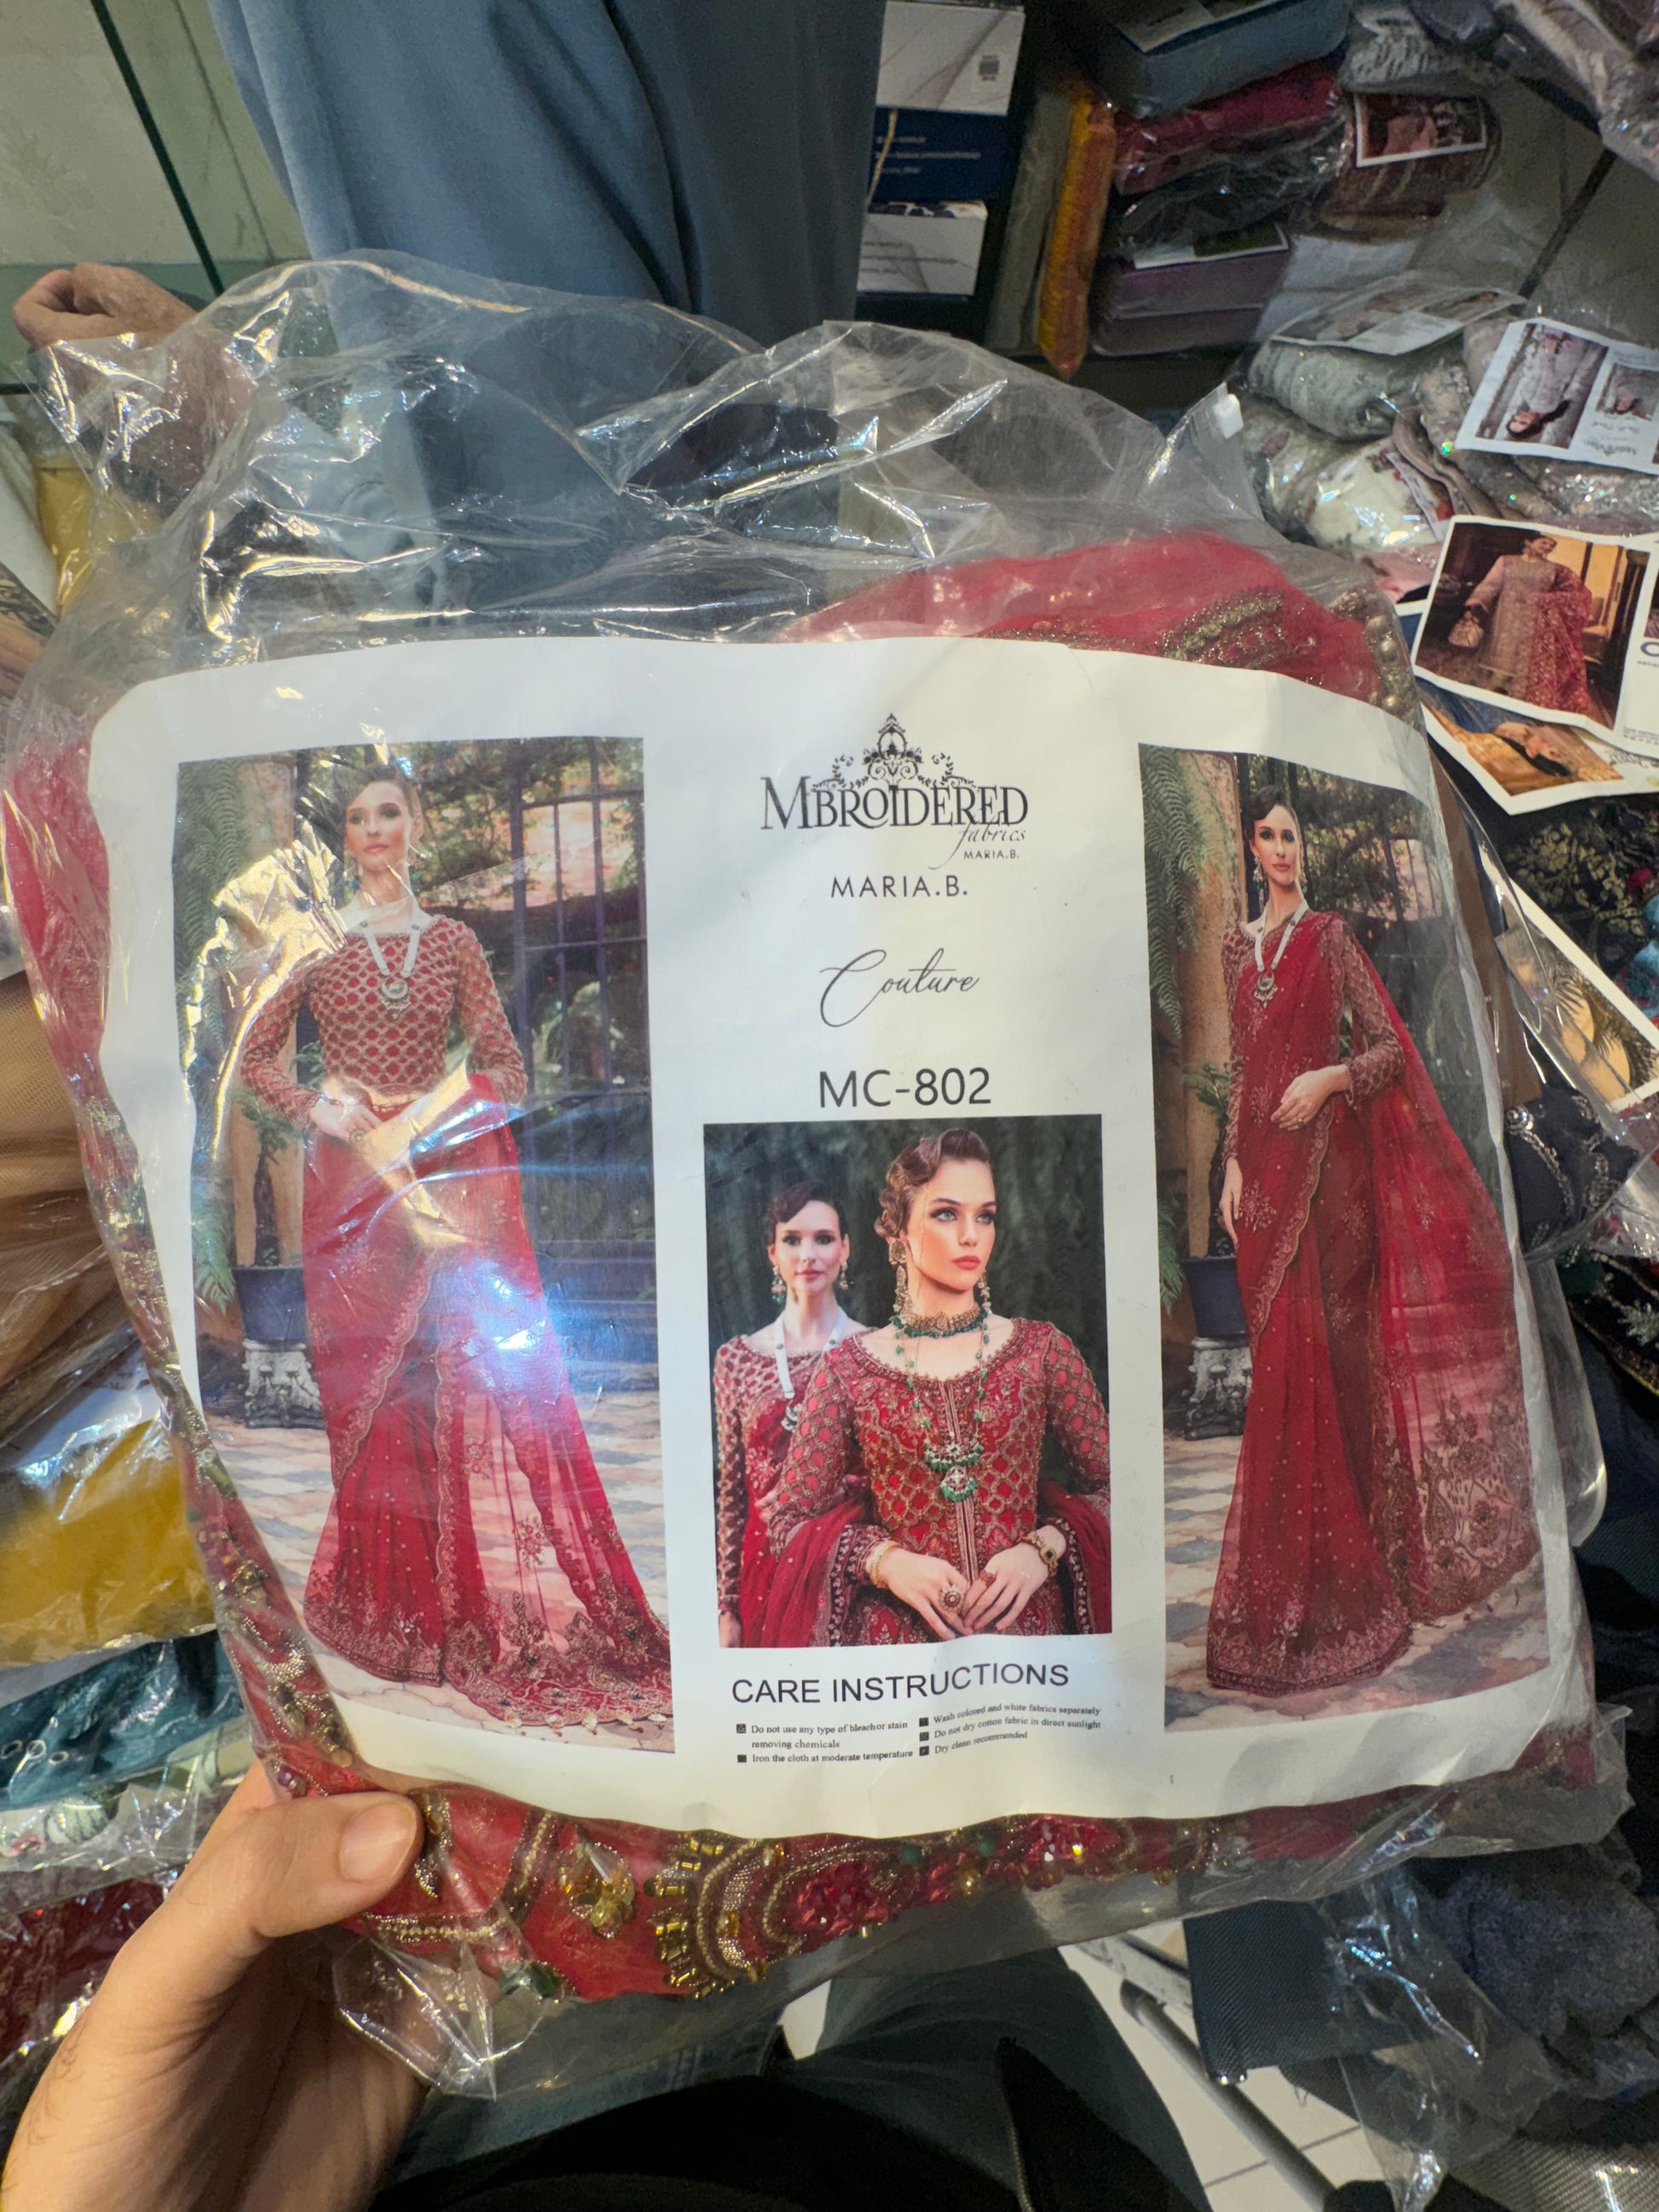 MBROIDERED
fabrics
MARIA.B.
MARIA.B.
Couture
MC-802
CARE INSTRUCTIONS
Do not use any type of bleach or stain
removing chemicals
Iron the cloth at moderate temperature
Wash colored and white fabrics separately
Do not dry cotton fabric in direct sunlight
Dry clean recommended